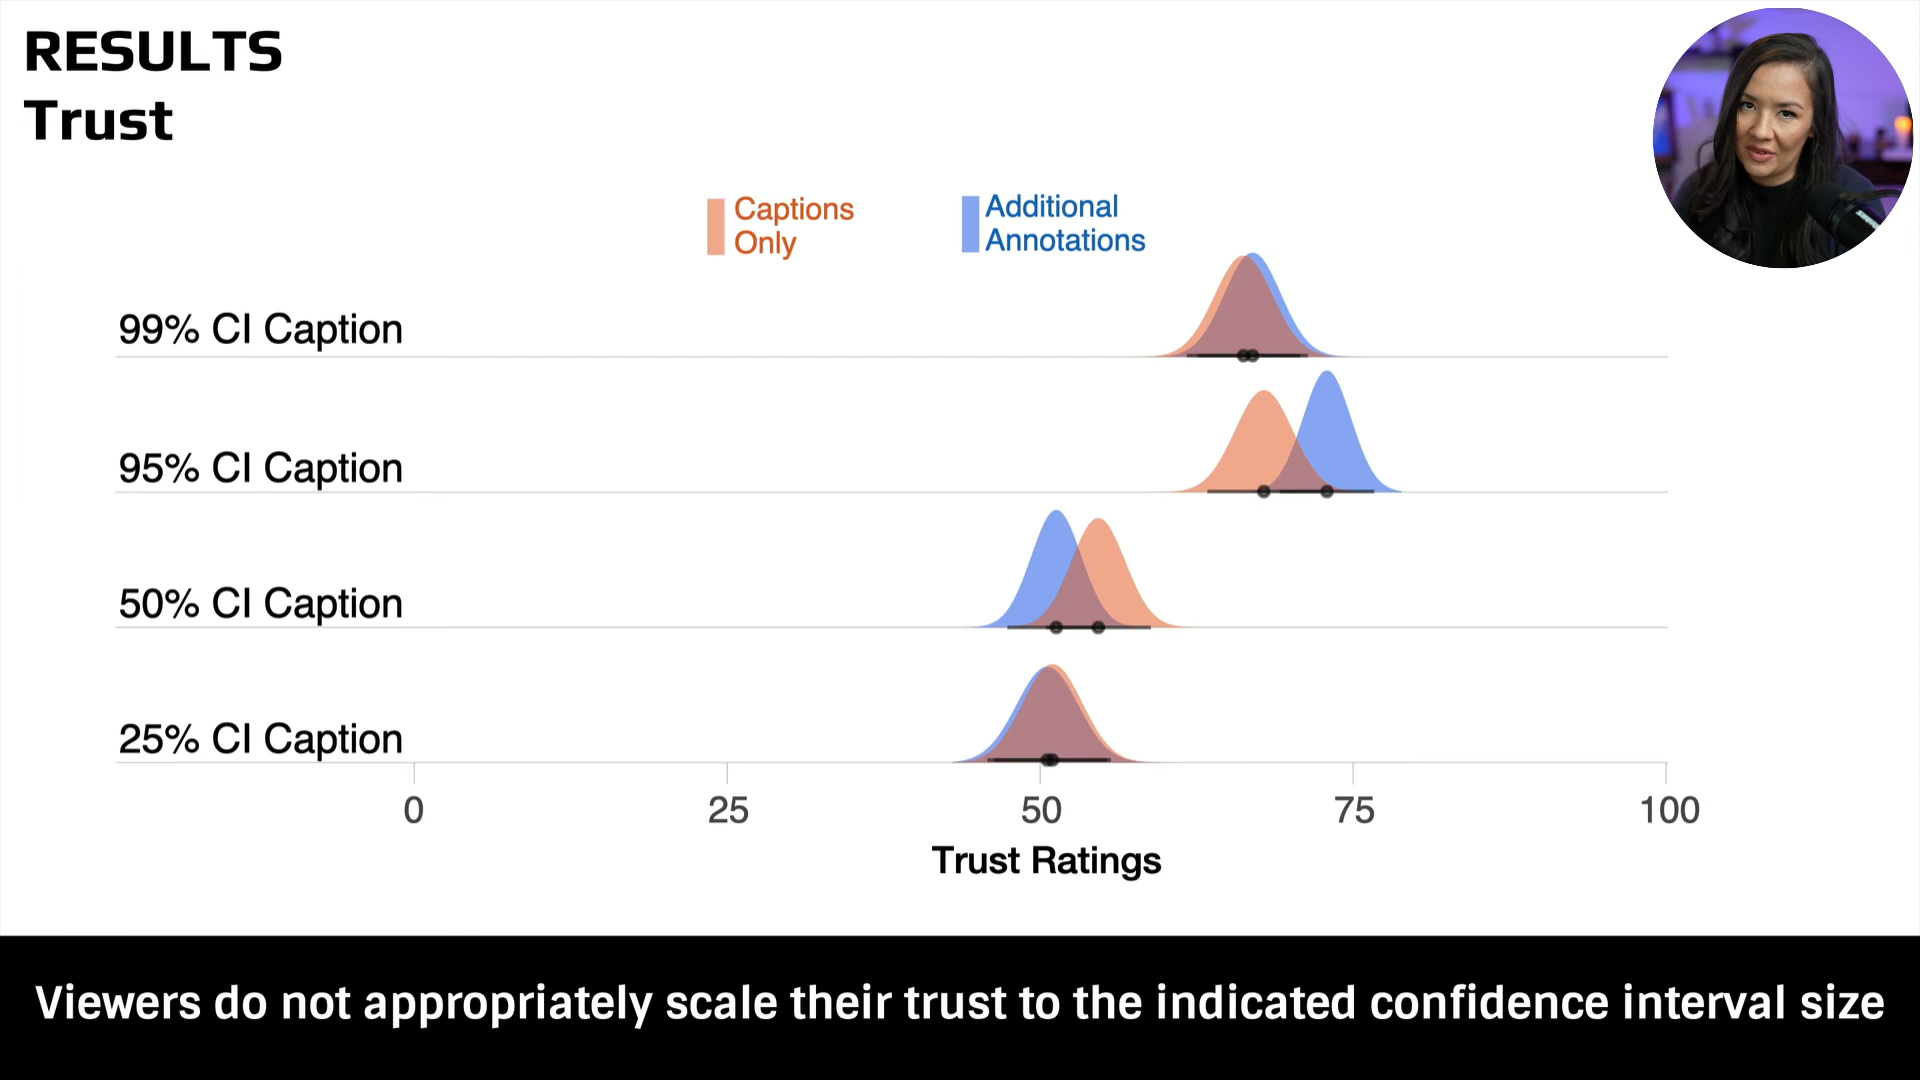 RESULTS
Trust
Captions
Only
Additional
Annotations
99% CI Caption
95% CI Caption
50% CI Caption
25% CI Caption
0
25
50
75
100
Trust Ratings
Viewers do not appropriately scale their trust to the indicated confidence interval size